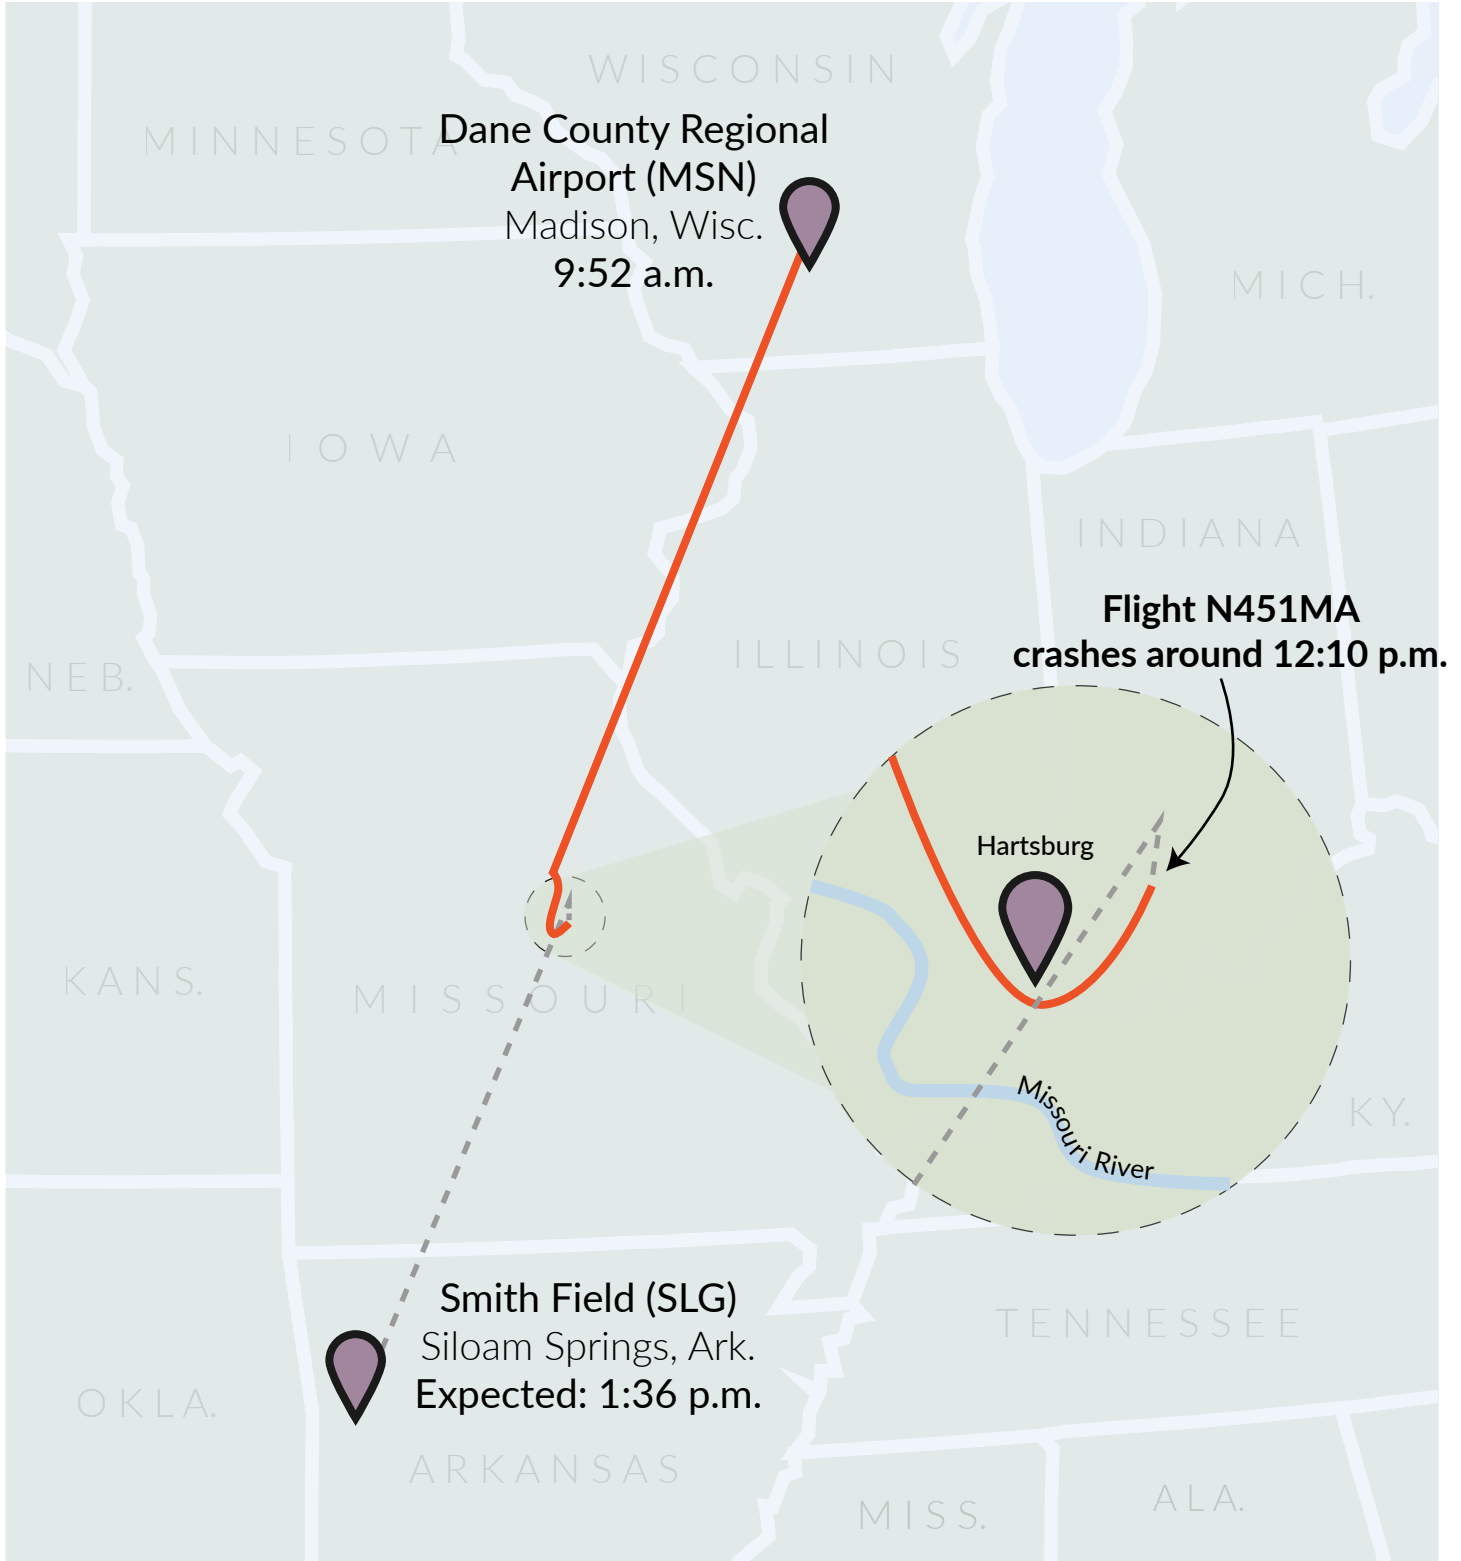 WISCONSIN
MINNESOTA
Dane County Regional
Airport (MSN)
Madison, Wisc.
9:52 a.m.
MICH.
IOWA
INDIANA
Flight N451MA
crashes around 12:10 p.m.
NEB.
ILLINOIS
Hartsburg
KANS.
MISSOURI
Missouri River
KY.
Smith Field (SLG)
Siloam Springs, Ark.
Expected: 1:36 p.m.
TENNESSEE
OKLA.
ARKANSAS
MISS.
ALA.